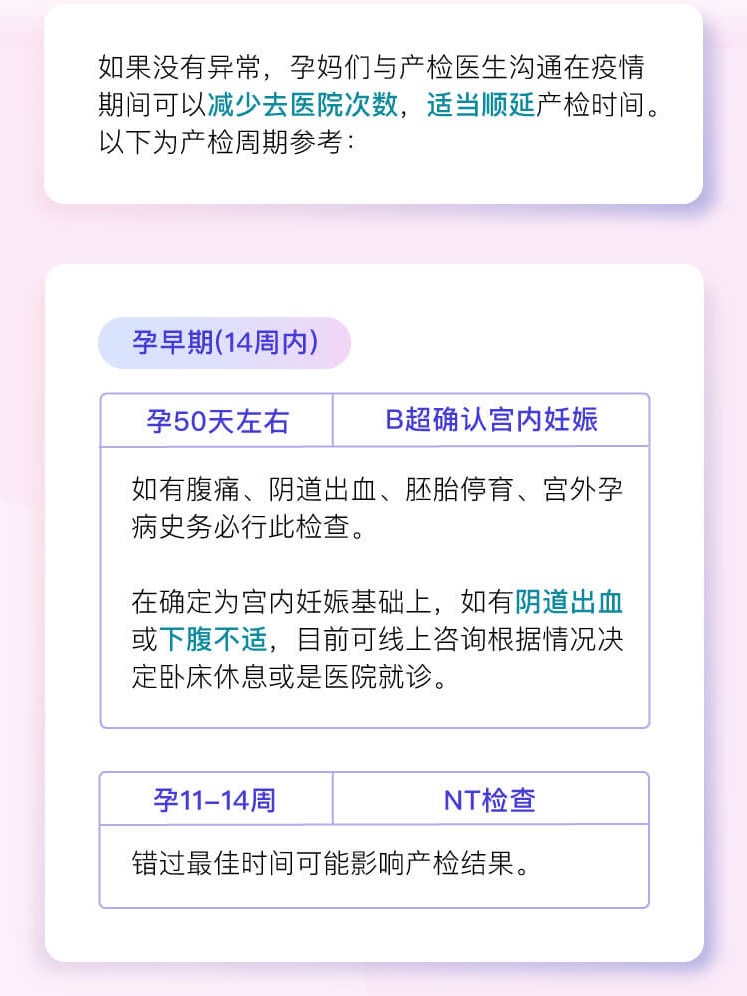 如果没有异常，孕妈们与产检医生沟通在疫情
期间可以减少去医院次数，适当顺延产检时间。
以下为产检周期参考：
孕早期(14周内)
孕50天左右
B超确认宫内妊娠
如有腹痛、阴道出血、胚胎停育、宫外孕
病史务必行此检查。
在确定为宫内妊娠基础上，如有阴道出血
或下腹不适，目前可线上咨询根据情况决
定卧床休息或是医院就诊。
孕11-14周
NT检查
错过最佳时间可能影响产检结果。